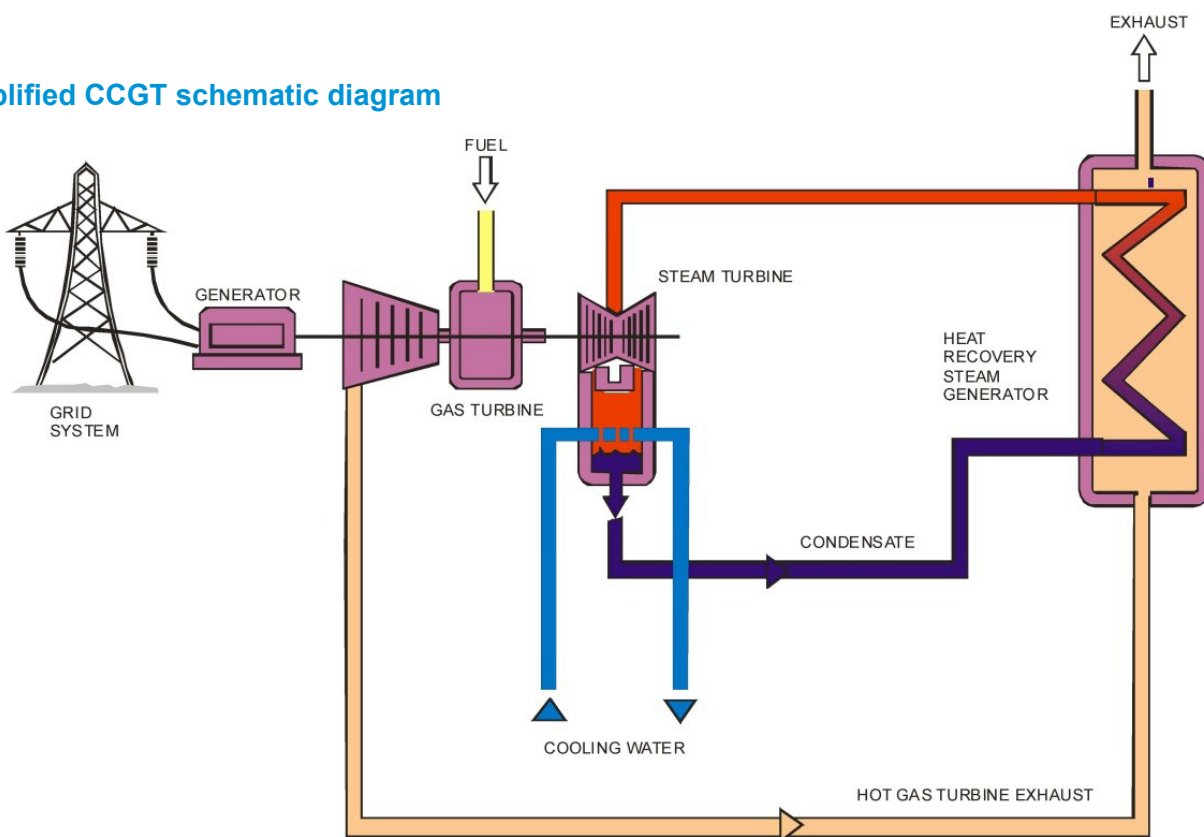 EXHAUST
plified CCGT schematic diagram
FUEL
STEAM TURBINE
GENERATOR
HEAT
RECOVERY
STEAM
GENERATOR
GRID
SYSTEM
GAS TURBINE
CONDENSATE
COOLING WATER
HOT GAS TURBINE EXHAUST